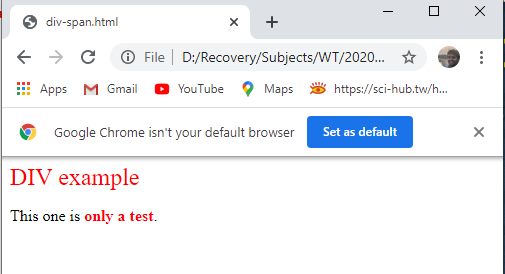 div-span.html
File | D:/Recovery/Subjects/WT/2020...
Apps Gmail YouTube Maps https://sci-hub.tw/h...
Google Chrome isn't your default browser Set as default
DIV example
This one is only a test.